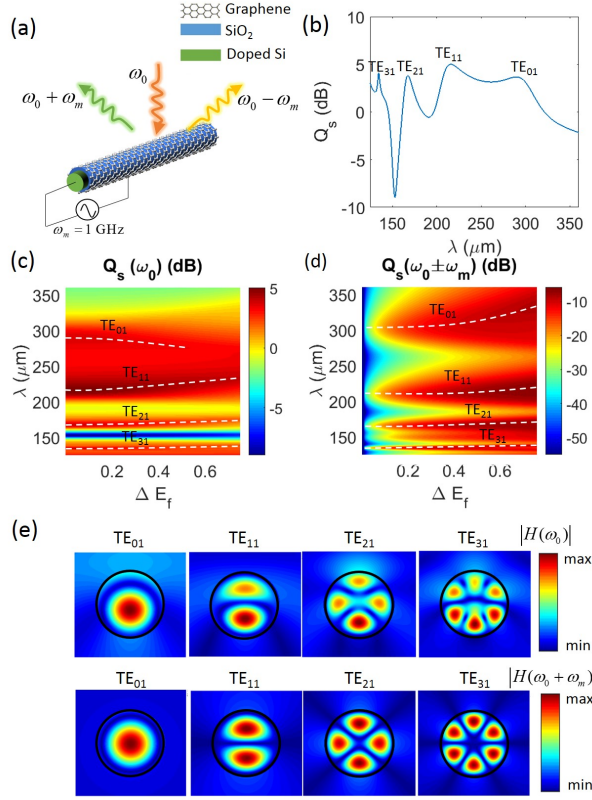 (a)
Graphene
SiO2
Doped Si
ω0
ω0 + ωm
ω0 − ωm
ωm = 1 GHz
(b)
10
5
0
5
-10
Qs (dB)
TE31
TE21
TE11
TE01
150
200
250
300
350
λ (μm)
(c)
Qs (ω0) (dB)
350
300
250
200
150
λ (μm)
TE01
TE11
TE21
TE31
0.2
0.4
0.6
Δ Ef
5
0
-5
(d)
Qs(ω0±ωm) (dB)
350
300
250
200
150
λ (μm)
TE01
TE11
TE21
TE31
0.2
0.4
0.6
Δ Ef
-10
-20
-30
-40
-50
(e)
TE01
TE11
TE21
TE31
|H(ω0)|
max
min
TE01
TE11
TE21
TE31
|H(ω0 + ωm)|
max
min